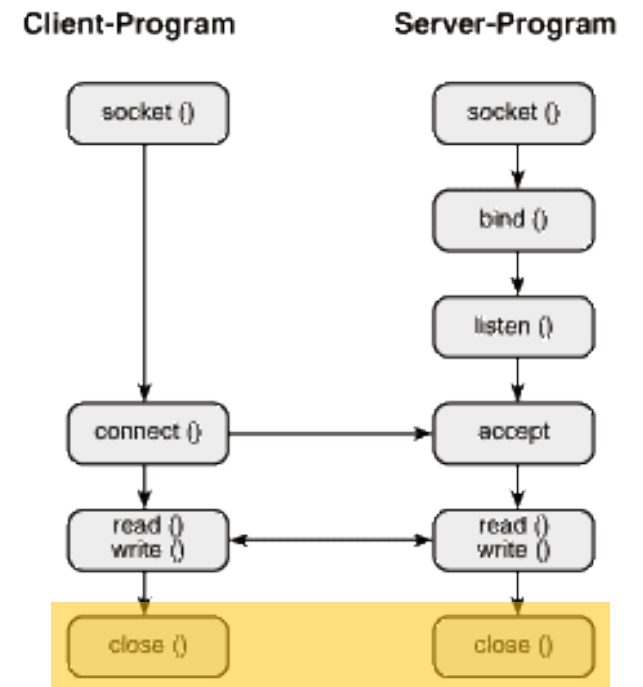 Client-Program
Server-Program
socket ()
socket ()
bind ()
listen ()
connect ()
accept
read ()
write ()
read ()
write ()
close ()
close ()